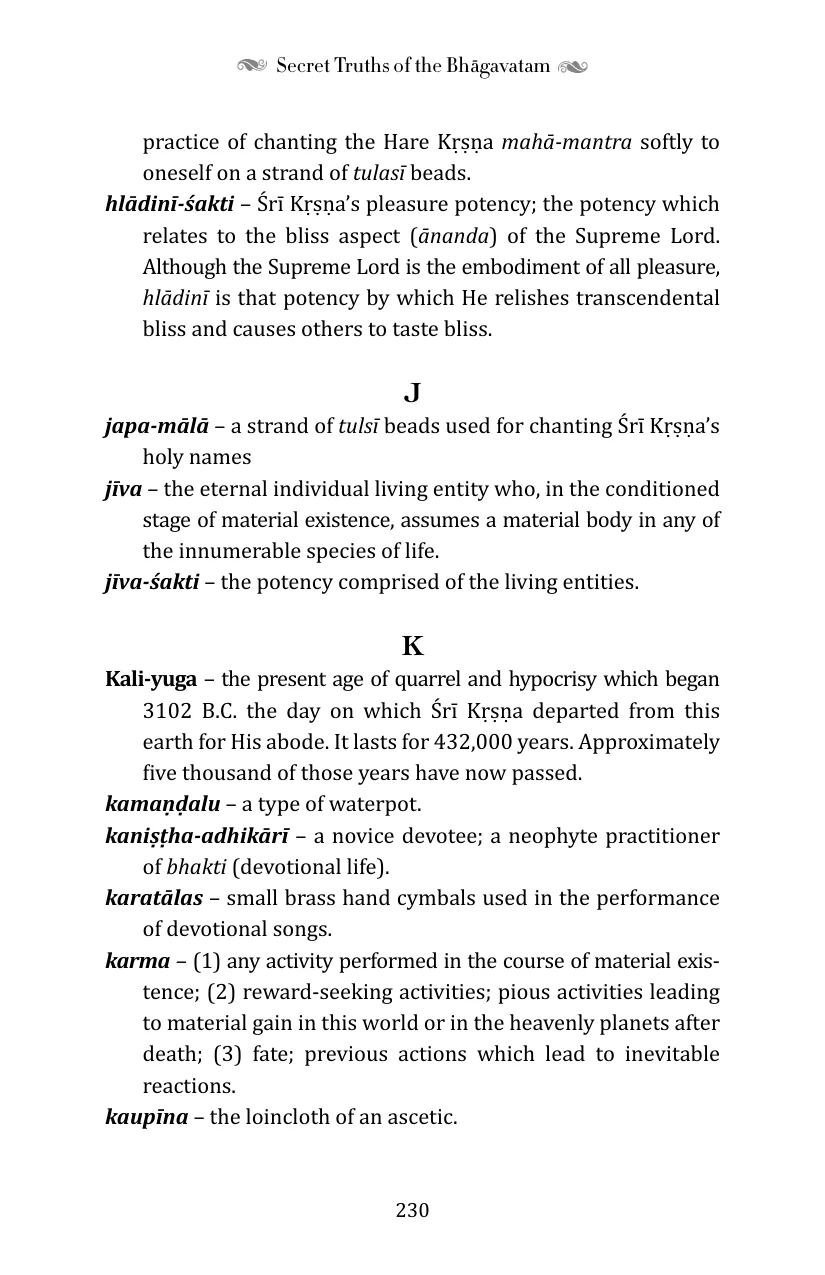 Secret Truths of the Bhāgavatam
practice of chanting the Hare Kṛṣṇa mahā-mantra softly to
oneself on a strand of tulasī beads.
hlādinī-śakti – Śrī Kṛṣṇa’s pleasure potency; the potency which
relates to the bliss aspect (ānanda) of the Supreme Lord.
Although the Supreme Lord is the embodiment of all pleasure,
hlādinī is that potency by which He relishes transcendental
bliss and causes others to taste bliss.
J
japa-mālā – a strand of tulsī beads used for chanting Śrī Kṛṣṇa’s
holy names
jīva – the eternal individual living entity who, in the conditioned
stage of material existence, assumes a material body in any of
the innumerable species of life.
jīva-śakti – the potency comprised of the living entities.
K
Kali-yuga – the present age of quarrel and hypocrisy which began
3102 B.C. the day on which Śrī Kṛṣṇa departed from this
earth for His abode. It lasts for 432,000 years. Approximately
five thousand of those years have now passed.
kamaṇḍalu – a type of waterpot.
kaniṣṭha-adhikārī – a novice devotee; a neophyte practitioner
of bhakti (devotional life).
karatālas – small brass hand cymbals used in the performance
of devotional songs.
karma – (1) any activity performed in the course of material exis-
tence; (2) reward-seeking activities; pious activities leading
to material gain in this world or in the heavenly planets after
death; (3) fate; previous actions which lead to inevitable
reactions.
kaupīna – the loincloth of an ascetic.
230